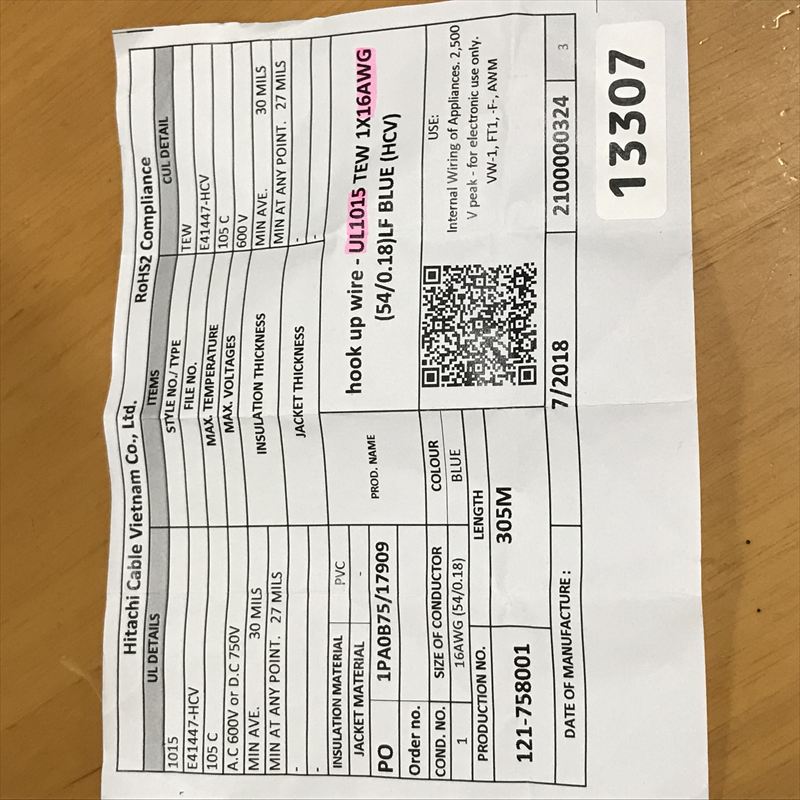 Hitachi Cable Vietnam Co., Ltd. RoHS2 Compliance
UL DETAILS ITEMS CUL DETAIL
1015 STYLE NO./ TYPE TEW
E41447-HCV FILE NO. E41447-HCV
105 C MAX. TEMPERATURE 105 C
A.C 600V or D.C 750V MAX. VOLTAGES 600 V
MIN AVE. 30 MILS INSULATION THICKNESS MIN AVE. 30 MILS
MIN AT ANY POINT. 27 MILS MIN AT ANY POINT. 27 MILS
- JACKET THICKNESS -
- -
INSULATION MATERIAL PVC
JACKET MATERIAL -
PROD. NAME
hook up wire - UL1015 TEW 1X16AWG
(54/0.18)LF BLUE (HCV)
PO 1PA0B75/17909
Order no.
COND. NO. SIZE OF CONDUCTOR COLOUR
1 16AWG (54/0.18) BLUE
USE:
Internal Wiring of Appliances. 2,500
V peak - for electronic use only.
VW-1, FT1, -F-, AWM
PRODUCTION NO. LENGTH
121-758001 305M
DATE OF MANUFACTURE : 7/2018 2100000324 3
13307